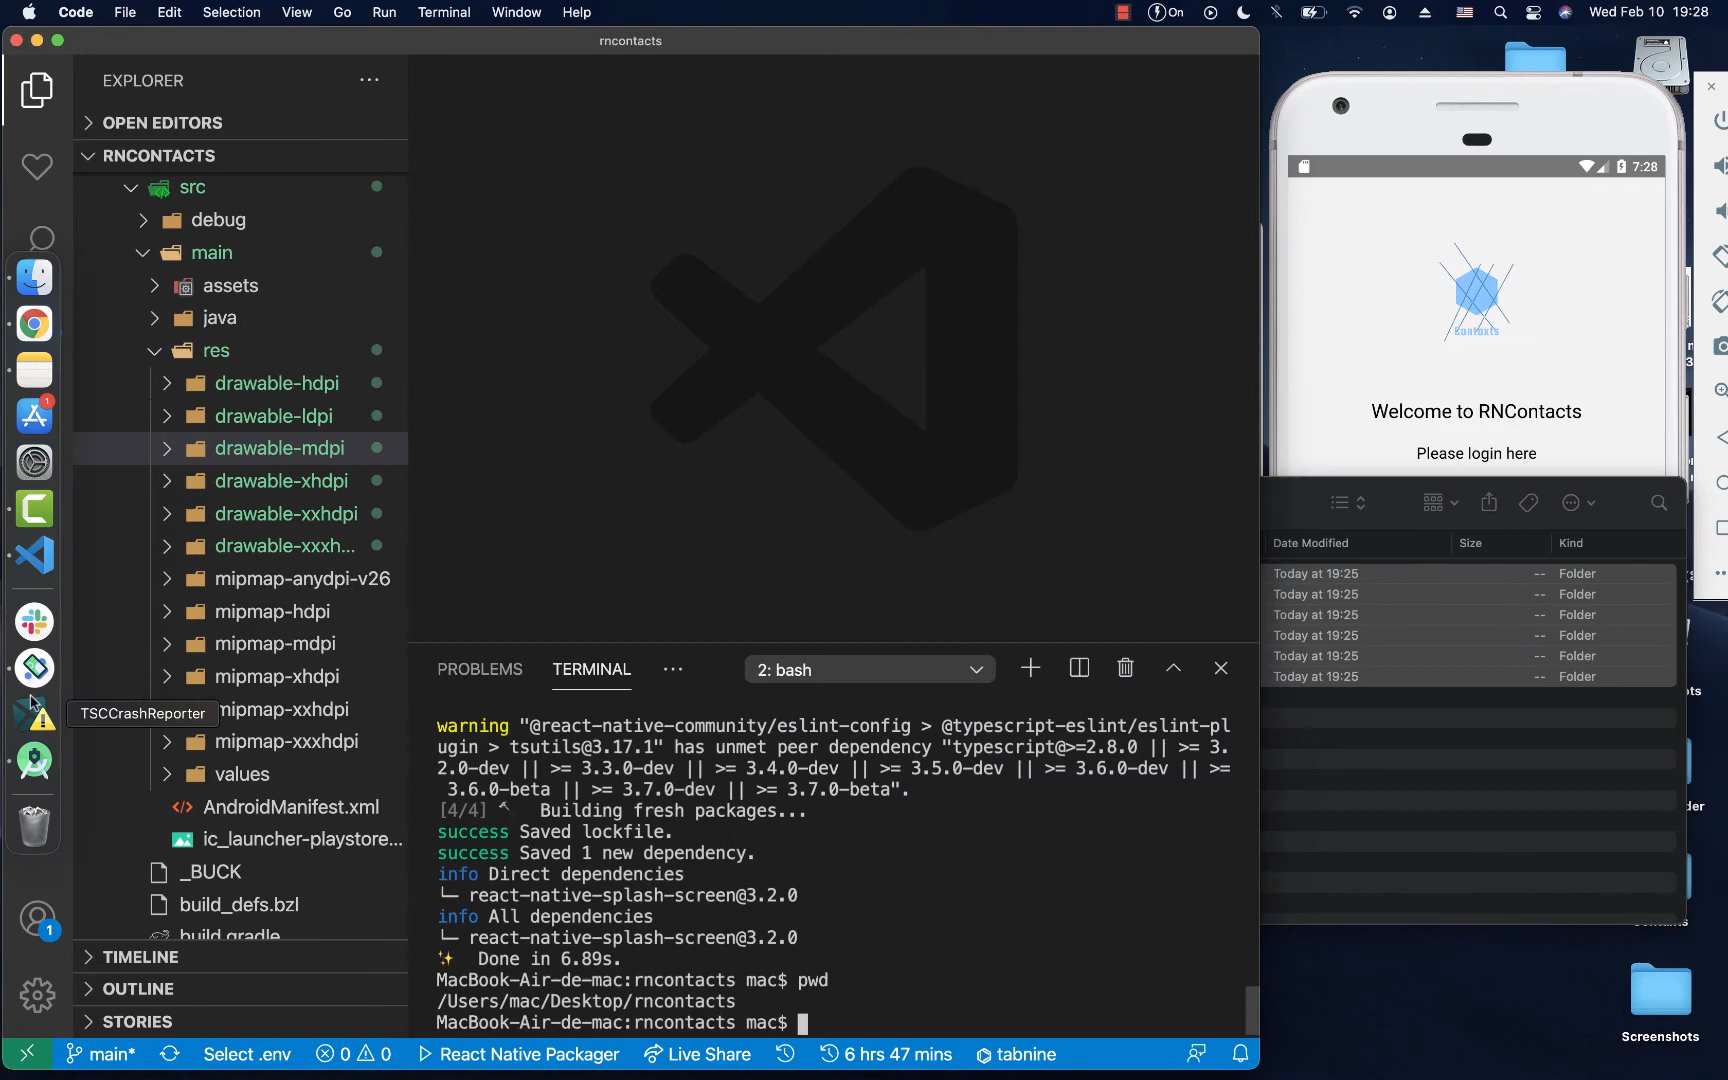 Code File Edit Selection View Go Run Terminal Window Help
On
Wed Feb 10 19:28
rncontacts
EXPLORER
OPEN EDITORS
RNCONTACTS
src
debug
main
assets
java
res
drawable-hdpi
drawable-ldpi
drawable-mdpi
drawable-xhdpi
drawable-xxhdpi
drawable-xxxh...
mipmap-anydpi-v26
mipmap-hdpi
mipmap-mdpi
mipmap-xhdpi
mipmap-xxhdpi
mipmap-xxxhdpi
values
AndroidManifest.xml
ic_launcher-playstore...
_BUCK
build_defs.bzl
build.gradle
TIMELINE
OUTLINE
STORIES
1
TSCCrashReporter
1
PROBLEMS TERMINAL
2: bash
warning "@react-native-community/eslint-config > @typescript-eslint/eslint-pl
ugin > tsutils@3.17.1" has unmet peer dependency "typescript@>=2.8.0 || >= 3.
2.0-dev || >= 3.3.0-dev || >= 3.4.0-dev || >= 3.5.0-dev || >= 3.6.0-dev || >=
3.6.0-beta || >= 3.7.0-dev || >= 3.7.0-beta".
[4/4] Building fresh packages...
success Saved lockfile.
success Saved 1 new dependency.
info Direct dependencies
└─ react-native-splash-screen@3.2.0
info All dependencies
└─ react-native-splash-screen@3.2.0
✨ Done in 6.89s.
MacBook-Air-de-mac:rncontacts mac$ pwd
/Users/mac/Desktop/rncontacts
MacBook-Air-de-mac:rncontacts mac$
main* Select .env 0 0 React Native Packager Live Share 6 hrs 47 mins tabnine
7:28
Contaxts
Welcome to RNContacts
Please login here
Date Modified Size Kind
Today at 19:25 -- Folder
Today at 19:25 -- Folder
Today at 19:25 -- Folder
Today at 19:25 -- Folder
Today at 19:25 -- Folder
Today at 19:25 -- Folder
Screenshots